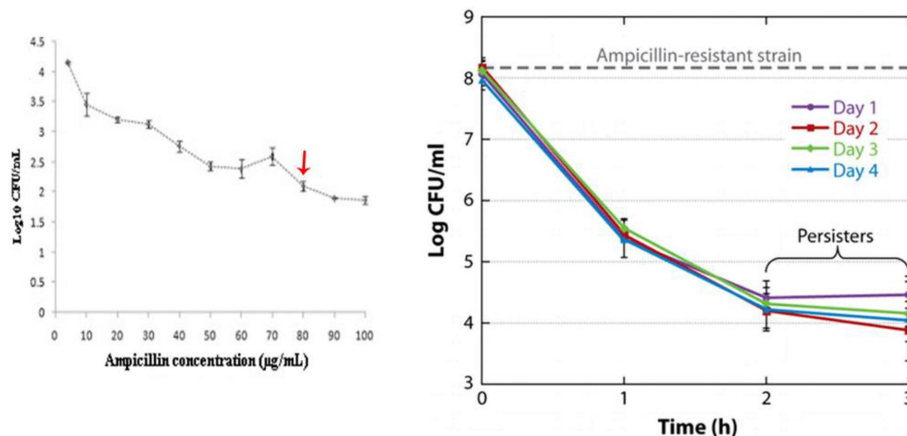 4.5
4
3.5
3
2.5
2
1.5
1
0.5
0
Log10 CFU/mL
0 10 20 30 40 50 60 70 80 90 100
Ampicillin concentration (µg/mL)
9
8
7
6
5
4
3
Log CFU/ml
Ampicillin-resistant strain
Day 1
Day 2
Day 3
Day 4
Persisters
0 1 2 3
Time (h)